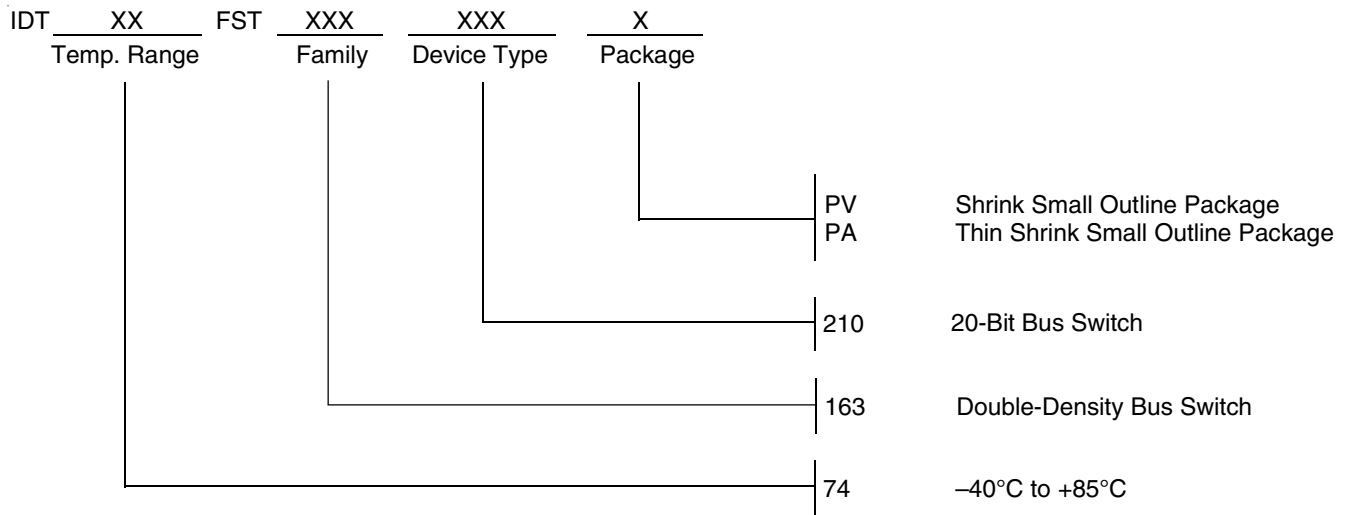 IDT XX FST XXX XXX X
Temp. Range Family Device Type Package
PV Shrink Small Outline Package
PA Thin Shrink Small Outline Package
210 20-Bit Bus Switch
163 Double-Density Bus Switch
74 –40°C to +85°C